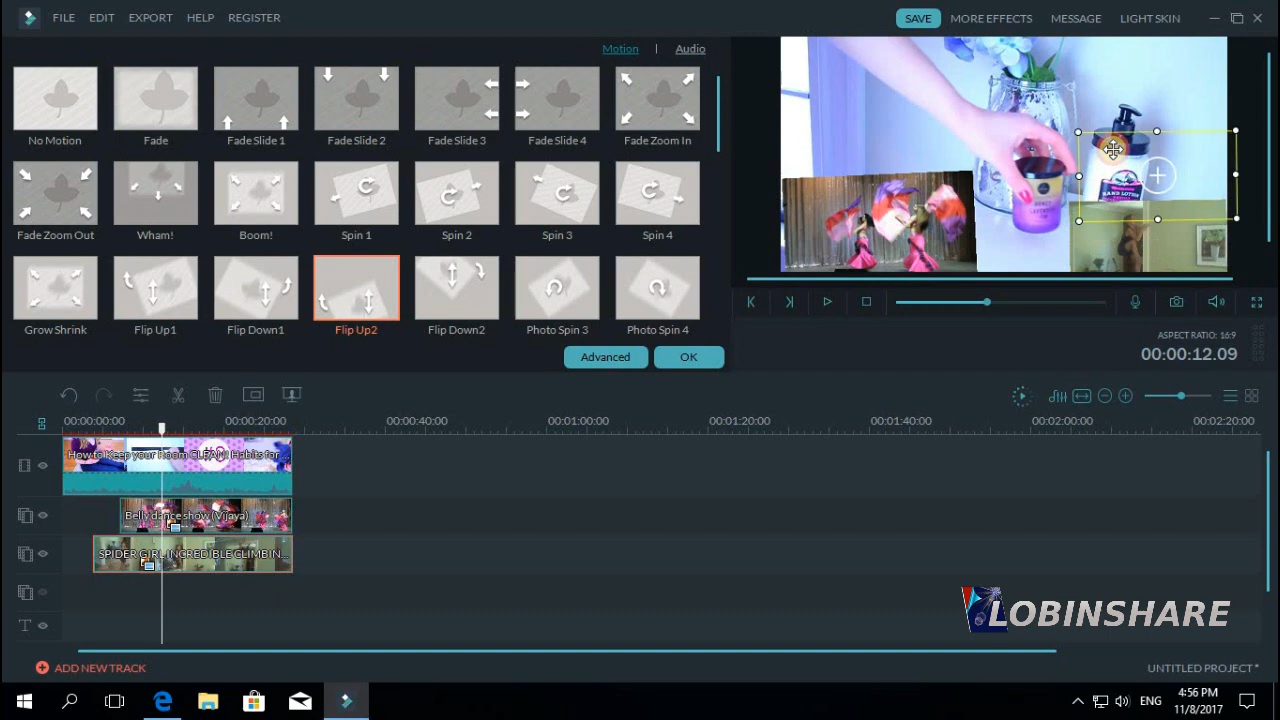 FILE EDIT EXPORT HELP REGISTER SAVE MORE EFFECTS MESSAGE LIGHT SKIN
Motion | Audio
No Motion Fade Fade Slide 1 Fade Slide 2 Fade Slide 3 Fade Slide 4 Fade Zoom In
Fade Zoom Out Wham! Boom! Spin 1 Spin 2 Spin 3 Spin 4
Grow Shrink Flip Up1 Flip Down1 Flip Up2 Flip Down2 Photo Spin 3 Photo Spin 4
HAND LOTION
Advanced OK
ASPECT RATIO: 16:9
00:00:12.09
00:00:00:00 00:00:20:00 00:00:40:00 00:01:00:00 00:01:20:00 00:01:40:00 00:02:00:00 00:02:20:00
How to Keep your Room CLEAN! Habits for ...
Belly dance show (Vijaya)
SPIDER GIRL INCREDIBLE CLIMBIN...
LOBINSHARE
T
ADD NEW TRACK UNTITLED PROJECT *
ENG
4:56 PM
11/8/2017